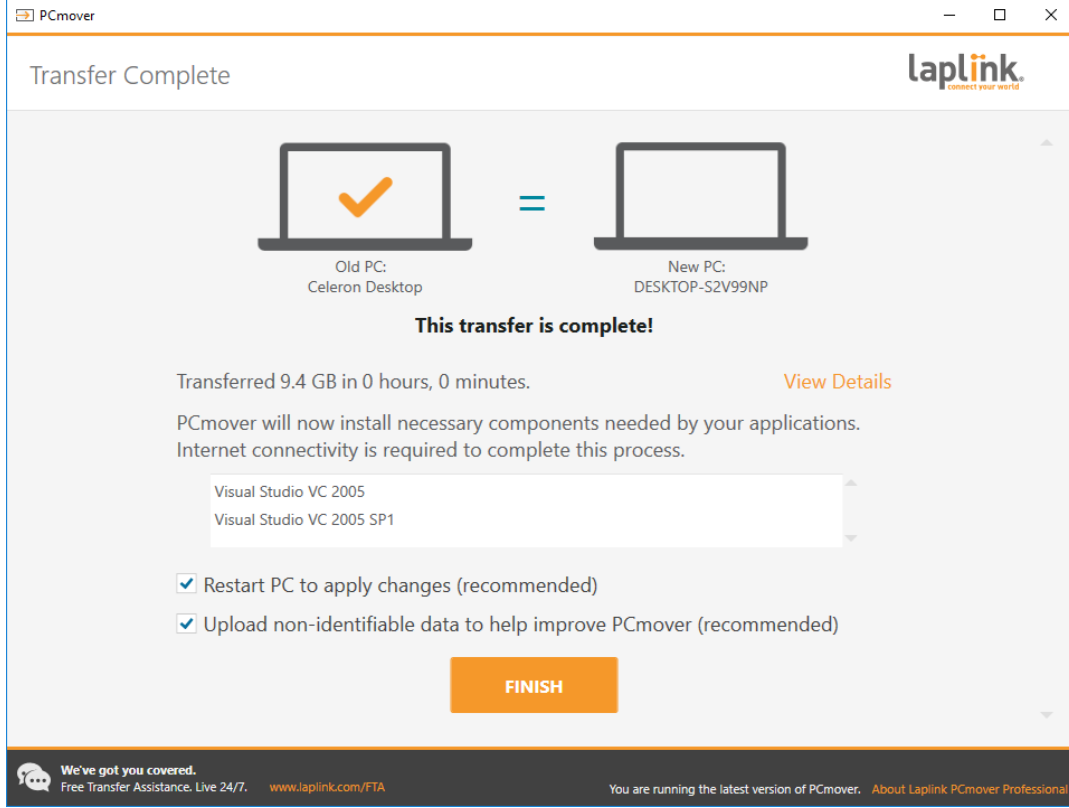 PCmover
Transfer Complete
laplink.
connect your world
Old PC:
Celeron Desktop
=
New PC:
DESKTOP-S2V99NP
This transfer is complete!
Transferred 9.4 GB in 0 hours, 0 minutes.
View Details
PCmover will now install necessary components needed by your applications.
Internet connectivity is required to complete this process.
Visual Studio VC 2005
Visual Studio VC 2005 SP1
Restart PC to apply changes (recommended)
Upload non-identifiable data to help improve PCmover (recommended)
FINISH
We've got you covered.
Free Transfer Assistance. Live 24/7. www.laplink.com/FTA
You are running the latest version of PCmover. About Laplink PCmover Professional